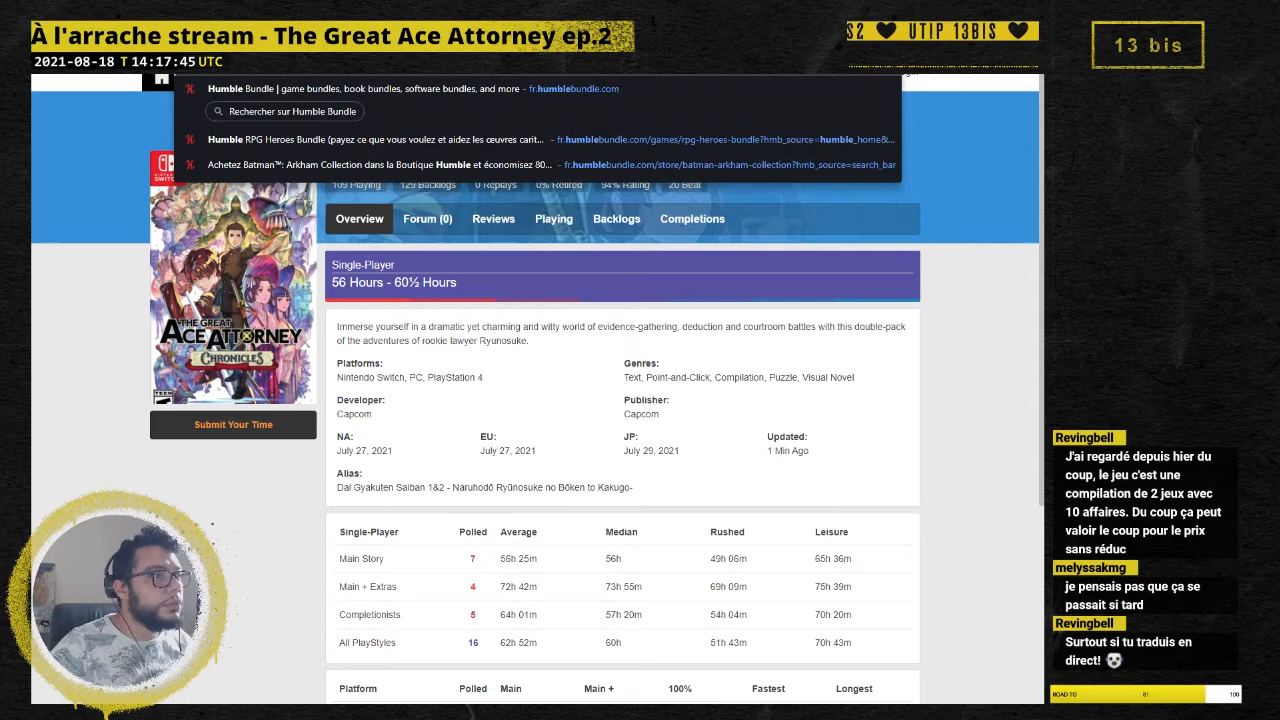 À l'arrache stream - The Great Ace Attorney ep.2
2021-08-18 T 14:17:45 UTC
S2 ❤ UTIP 13BIS ❤
13 bis
Humble Bundle | game bundles, book bundles, software bundles, and more - fr.humblebundle.com
Rechercher sur Humble Bundle
Humble RPG Heroes Bundle (payez ce que vous voulez et aidez les œuvres carit... - fr.humblebundle.com/games/rpg-heroes-bundle?hmb_source=humble_home&...
Achetez Batman™: Arkham Collection dans la Boutique Humble et économisez 80... - fr.humblebundle.com/store/batman-arkham-collection?hmb_source=search_bar
109 Playing 129 Backlogs 0 Replays 0% Retired 94% Rating 20 Beat
Overview Forum (0) Reviews Playing Backlogs Completions
Single-Player
56 Hours - 60½ Hours
THE GREAT
ACE ATTORNEY
CHRONICLES
TEEN
Submit Your Time
Immerse yourself in a dramatic yet charming and witty world of evidence-gathering, deduction and courtroom battles with this double-pack
of the adventures of rookie lawyer Ryunosuke.
Platforms: Genres:
Nintendo Switch, PC, PlayStation 4 Text, Point-and-Click, Compilation, Puzzle, Visual Novel
Developer: Publisher:
Capcom Capcom
NA: EU: JP: Updated:
July 27, 2021 July 27, 2021 July 29, 2021 1 Min Ago
Alias:
Dai Gyakuten Saiban 1&2 - Naruhodō Ryūnosuke no Bōken to Kakugo-
Single-Player Polled Average Median Rushed Leisure
Main Story 7 56h 25m 56h 49h 06m 65h 36m
Main + Extras 4 72h 42m 73h 55m 69h 09m 75h 39m
Completionists 5 64h 01m 57h 20m 54h 04m 70h 20m
All PlayStyles 16 62h 52m 60h 51h 43m 70h 43m
Platform Polled Main Main + 100% Fastest Longest
Revingbell
J'ai regardé depuis hier du
coup, le jeu c'est une
compilation de 2 jeux avec
10 affaires. Du coup ça peut
valoir le coup pour le prix
sans réduc
melyssakmg
je pensais pas que ça se
passait si tard
Revingbell
Surtout si tu traduis en
direct! 💀
ROAD TO 81 100